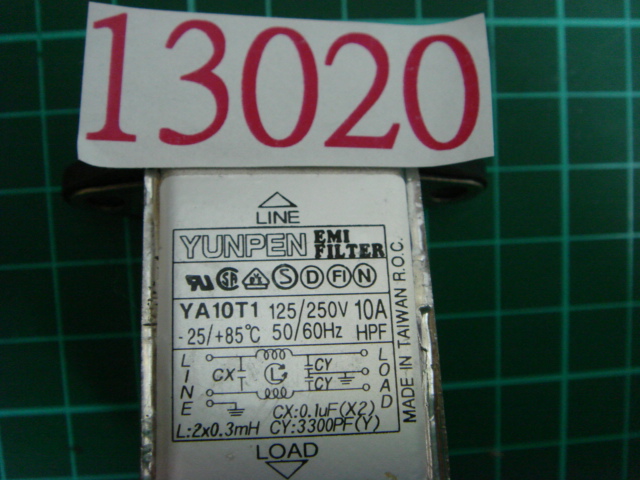 13020
LINE
YUNPEN EMI FILTER
YA10T1 125/250V 10A
-25/+85°C 50/60Hz HPF
MADE IN TAIWAN R.O.C.
LINE
CX
L
CY
CY
LOAD
CX:0.1uF(X2)
L:2x0.3mH CY:3300PF(Y)
LOAD